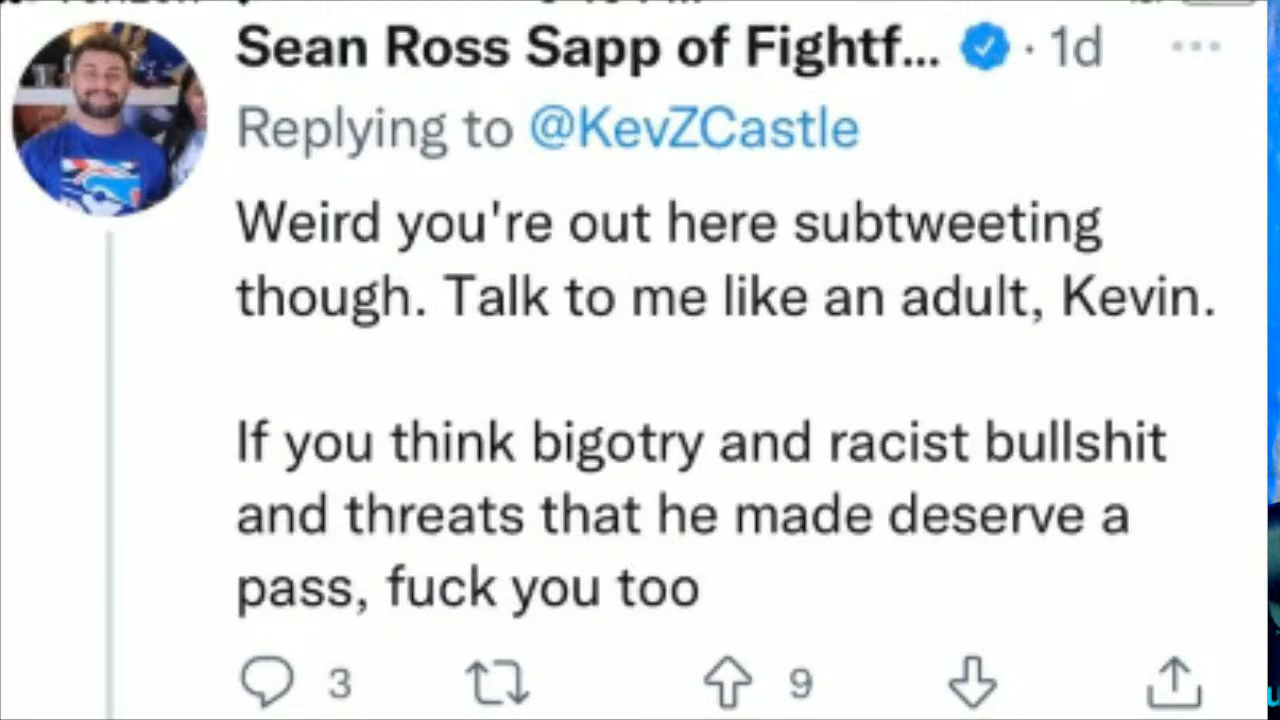 Sean Ross Sapp of Fightf... · 1d
Replying to @KevZCastle
Weird you're out here subtweeting
though. Talk to me like an adult, Kevin.
If you think bigotry and racist bullshit
and threats that he made deserve a
pass, fuck you too
3 9